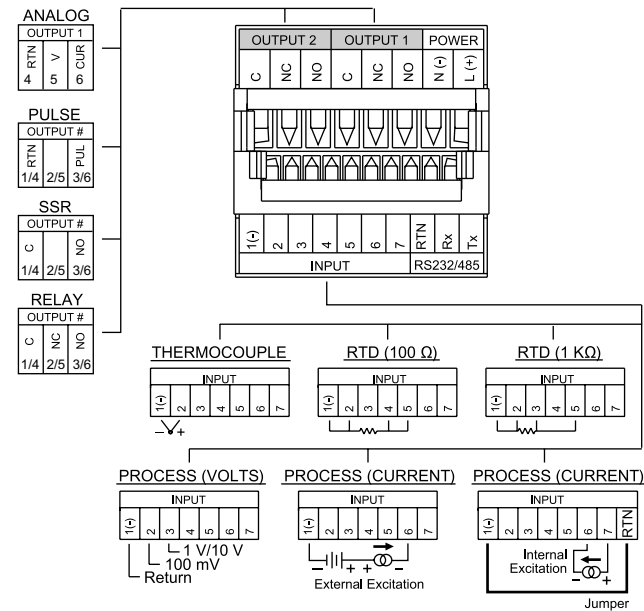 ANALOG
OUTPUT 1
RTN V CUR
4 5 6
PULSE
OUTPUT #
RTN PUL
1/4 2/5 3/6
SSR
OUTPUT #
C NO
1/4 2/5 3/6
RELAY
OUTPUT #
C NC NO
1/4 2/5 3/6
OUTPUT 2 OUTPUT 1 POWER
C NC NO C NC NO N (-) L (+)
1(-) 2 3 4 5 6 7 RTN Rx Tx
INPUT RS232/485
THERMOCOUPLE
INPUT
1(-) 2 3 4 5 6 7
- +
RTD (100 Ω)
INPUT
1(-) 2 3 4 5 6 7
RTD (1 KΩ)
INPUT
1(-) 2 3 4 5 6 7
PROCESS (VOLTS)
INPUT
1(-) 2 3 4 5 6 7
1 V/10 V
100 mV
Return
PROCESS (CURRENT)
INPUT
1(-) 2 3 4 5 6 7
- + + -
External Excitation
PROCESS (CURRENT)
INPUT
1(-) 2 3 4 5 6 7 RTN
Internal
Excitation
- +
Jumper